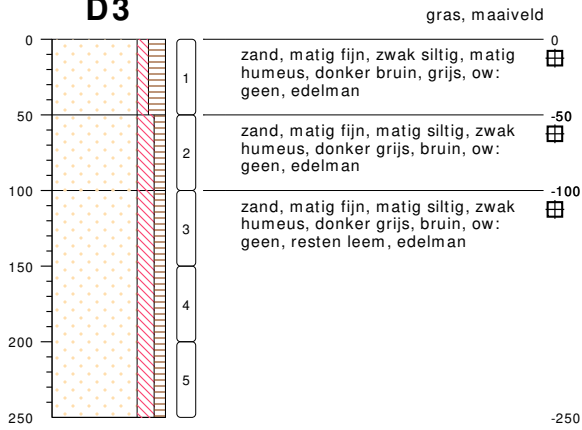 D3
gras, maaiveld
0
0
zand, matig fijn, zwak siltig, matig
humeus, donker bruin, grijs, ow:
geen, edelman
1
50
-50
zand, matig fijn, matig siltig, zwak
humeus, donker grijs, bruin, ow:
geen, edelman
2
100
-100
zand, matig fijn, matig siltig, zwak
humeus, donker grijs, bruin, ow:
geen, resten leem, edelman
3
150
4
200
5
250
-250